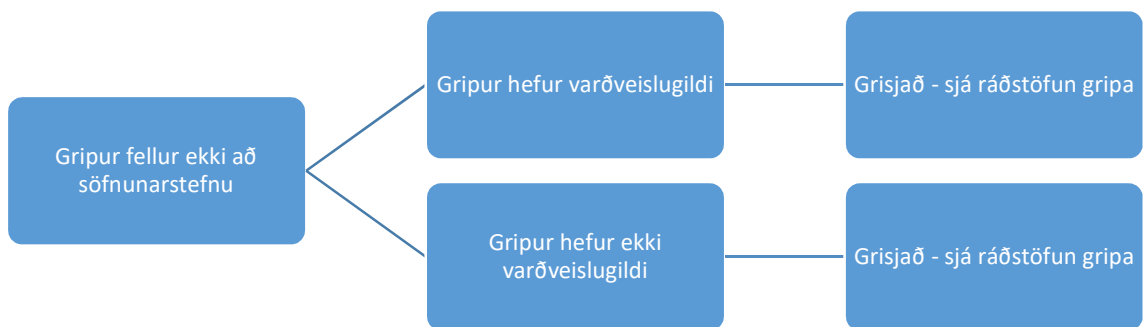 Gripur hefur varðveislugildi
Grisjað - sjá ráðstöfun gripa
Gripur fellur ekki að
söfnunarstefnu
Gripur hefur ekki
varðveislugildi
Grisjað - sjá ráðstöfun gripa